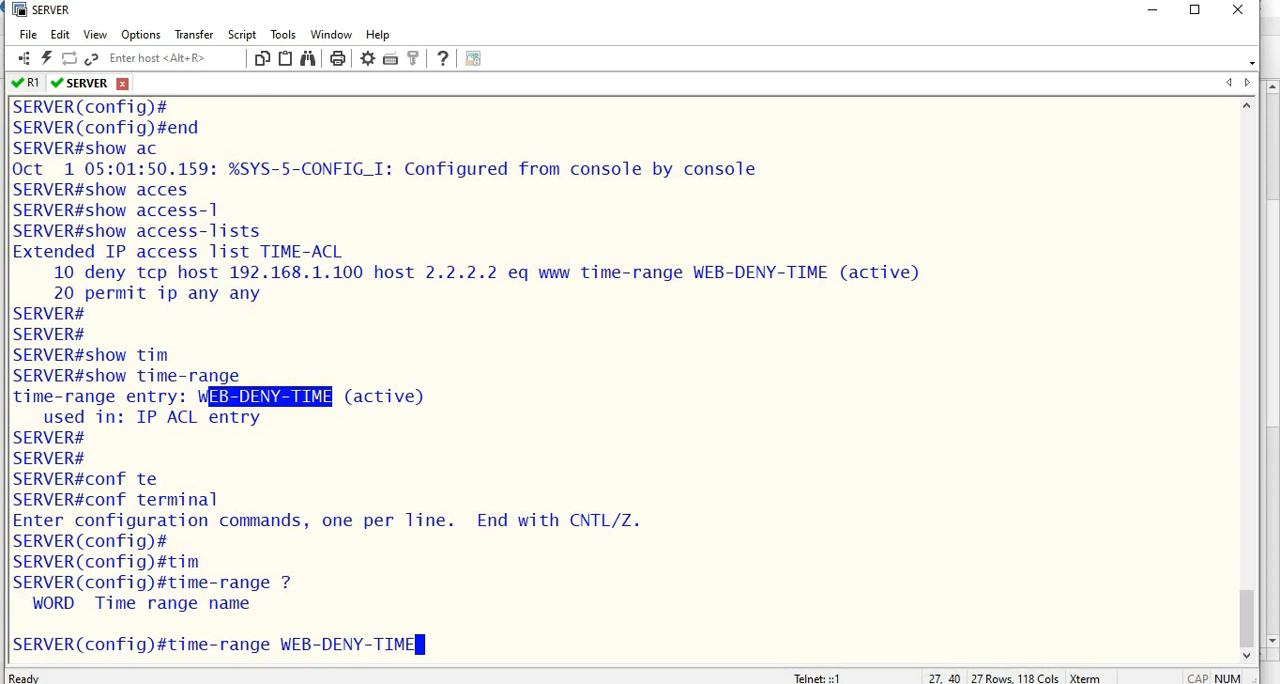 SERVER
File Edit View Options Transfer Script Tools Window Help
Enter host <Alt+R>
R1 SERVER
SERVER(config)#
SERVER(config)#end
SERVER#show ac
Oct  1 05:01:50.159: %SYS-5-CONFIG_I: Configured from console by console
SERVER#show acces
SERVER#show access-l
SERVER#show access-lists
Extended IP access list TIME-ACL
    10 deny tcp host 192.168.1.100 host 2.2.2.2 eq www time-range WEB-DENY-TIME (active)
    20 permit ip any any
SERVER#
SERVER#
SERVER#show tim
SERVER#show time-range
time-range entry: WEB-DENY-TIME (active)
   used in: IP ACL entry
SERVER#
SERVER#
SERVER#conf te
SERVER#conf terminal
Enter configuration commands, one per line.  End with CNTL/Z.
SERVER(config)#
SERVER(config)#tim
SERVER(config)#time-range ?
  WORD  Time range name
SERVER(config)#time-range WEB-DENY-TIME
Ready Telnet: ::1 27, 40 27 Rows, 118 Cols Xterm CAP NUM